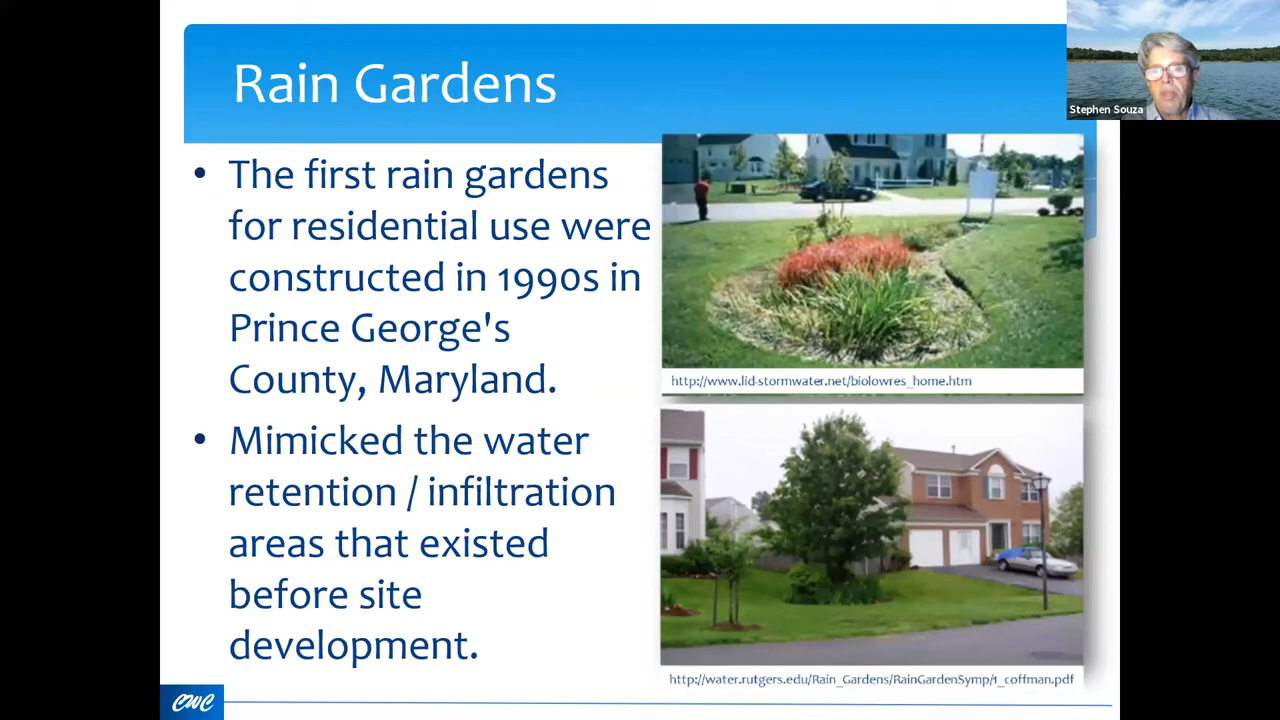 Rain Gardens
Stephen Souza
• The first rain gardens
for residential use were
constructed in 1990s in
Prince George's
County, Maryland.
• Mimicked the water
retention / infiltration
areas that existed
before site
development.
http://www.lid-stormwater.net/biolowres_home.htm
http://water.rutgers.edu/Rain_Gardens/RainGardenSymp/1_coffman.pdf
CWC